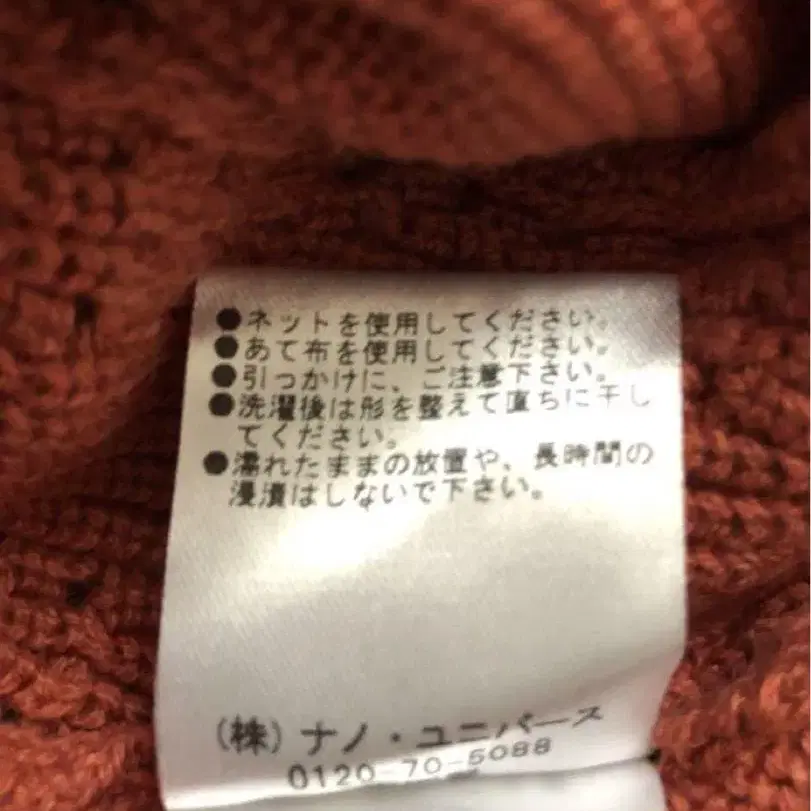 ●ネットを使用してください。
●あて布を使用してください。
●引っかけに、ご注意下さい。
●洗濯後は形を整えて直ちに干し
てください。
●濡れたままの放置や、長時間の
浸漬はしないで下さい。
(株)ナノ・ユニバース
0120-70-5088